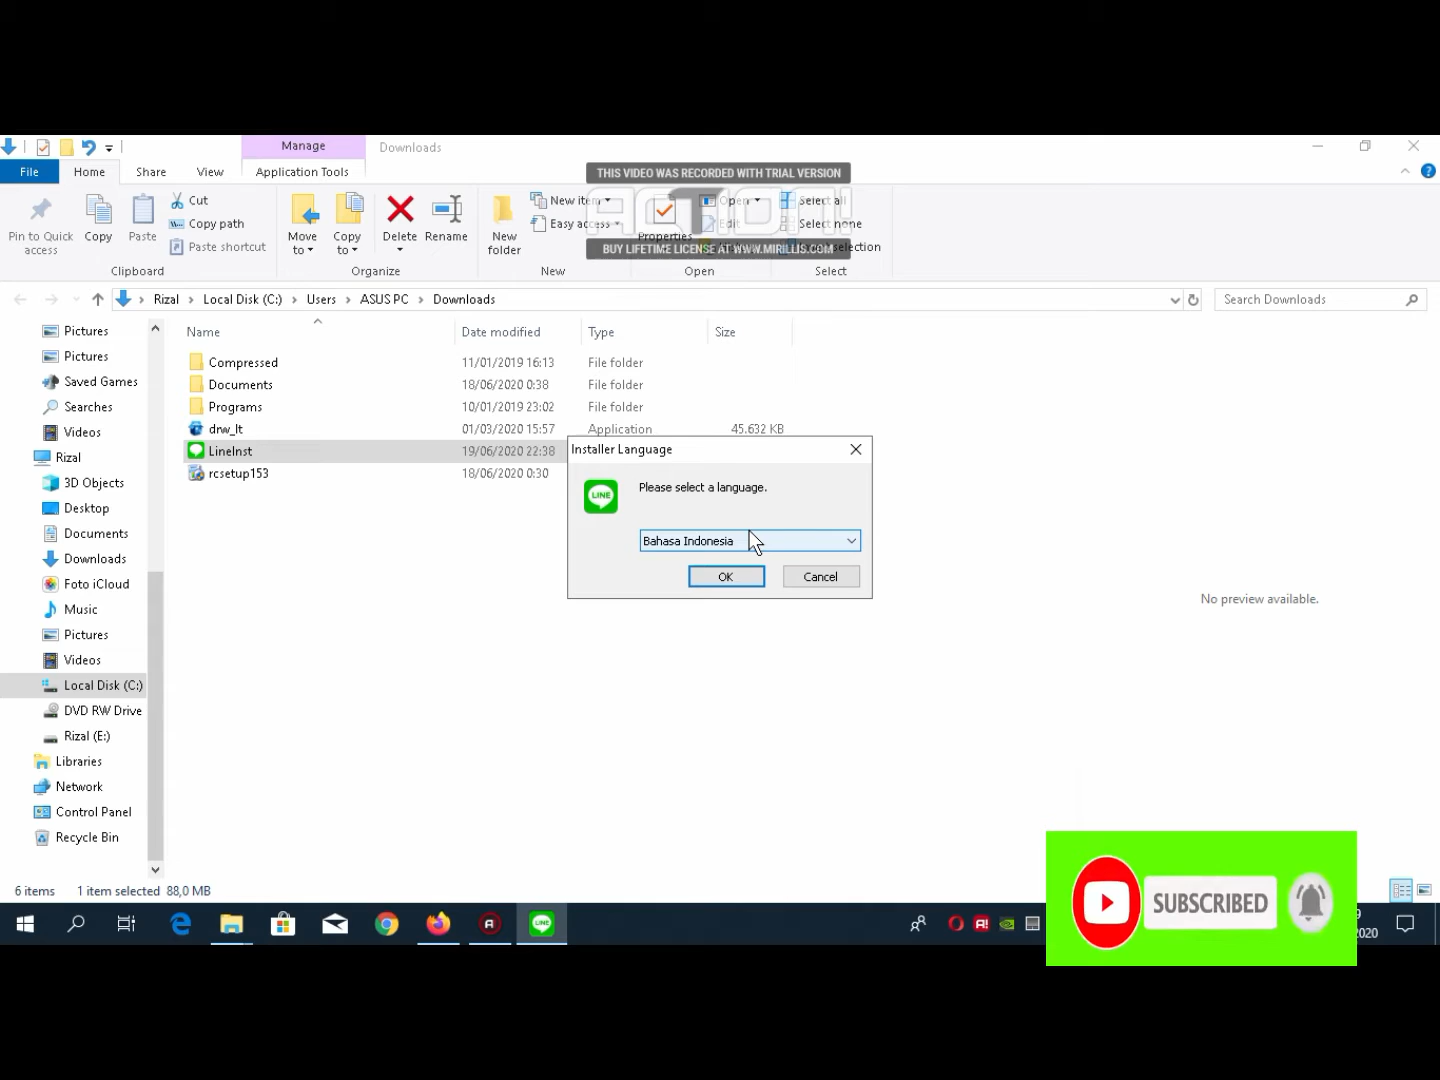 Manage
Downloads
File
Home
Share
View
Application Tools
THIS VIDEO WAS RECORDED WITH TRIAL VERSION
ACTION!
BUY LIFETIME LICENSE AT WWW.MIRILLIS.COM
Pin to Quick access
Copy
Paste
Cut
Copy path
Paste shortcut
Move to
Copy to
Delete
Rename
New folder
New item
Easy access
Properties
Open
Edit
Select all
Select none
Clipboard
Organize
New
Open
Select
Rizal
Local Disk (C:)
Users
ASUS PC
Downloads
Search Downloads
Name
Date modified
Type
Size
Compressed 11/01/2019 16:13 File folder
Documents 18/06/2020 0:38 File folder
Programs 10/01/2019 23:02 File folder
drw_lt 01/03/2020 15:57 Application 45.632 KB
LineInst 19/06/2020 22:38
rcsetup153 18/06/2020 0:30
Pictures
Pictures
Saved Games
Searches
Videos
Rizal
3D Objects
Desktop
Documents
Downloads
Foto iCloud
Music
Pictures
Videos
Local Disk (C:)
DVD RW Drive
Rizal (E:)
Libraries
Network
Control Panel
Recycle Bin
Installer Language
LINE
Please select a language.
Bahasa Indonesia
OK
Cancel
No preview available.
6 items
1 item selected 88,0 MB
SUBSCRIBED
LINE